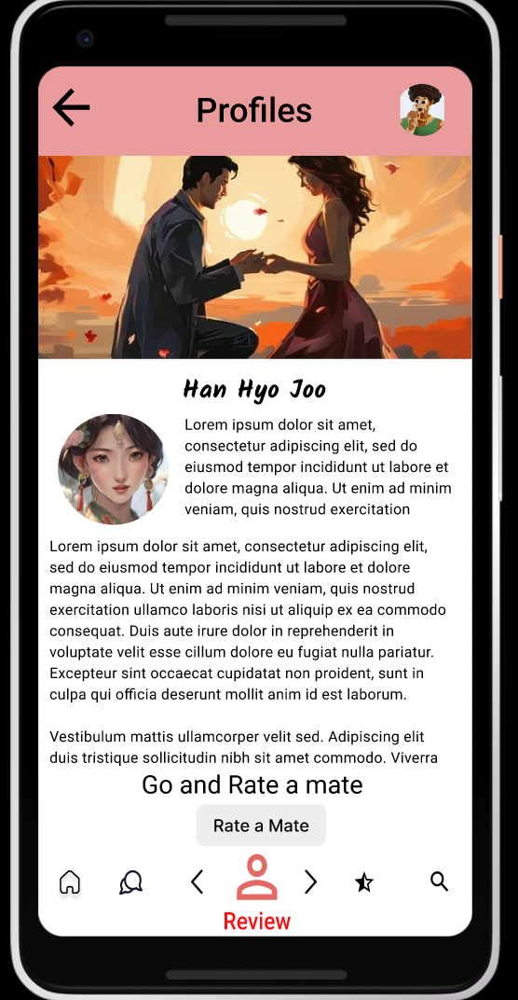 Profiles
Han Hyo Joo
Lorem ipsum dolor sit amet,
consectetur adipiscing elit, sed do
eiusmod tempor incididunt ut labore et
dolore magna aliqua. Ut enim ad minim
veniam, quis nostrud exercitation
Lorem ipsum dolor sit amet, consectetur adipiscing elit,
sed do eiusmod tempor incididunt ut labore et dolore
magna aliqua. Ut enim ad minim veniam, quis nostrud
exercitation ullamco laboris nisi ut aliquip ex ea commodo
consequat. Duis aute irure dolor in reprehenderit in
voluptate velit esse cillum dolore eu fugiat nulla pariatur.
Excepteur sint occaecat cupidatat non proident, sunt in
culpa qui officia deserunt mollit anim id est laborum.
Vestibulum mattis ullamcorper velit sed. Adipiscing elit
duis tristique sollicitudin nibh sit amet commodo. Viverra
Go and Rate a mate
Rate a Mate
Review